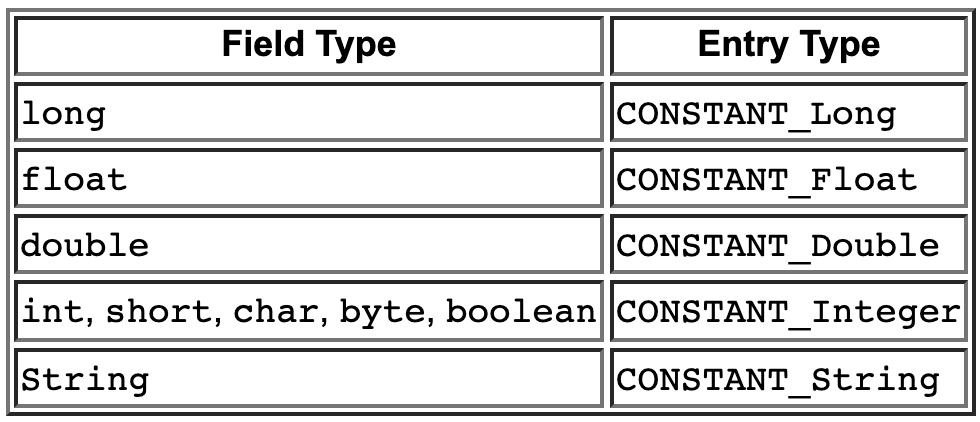 Field Type Entry Type
long CONSTANT_Long
float CONSTANT_Float
double CONSTANT_Double
int, short, char, byte, boolean CONSTANT_Integer
String CONSTANT_String